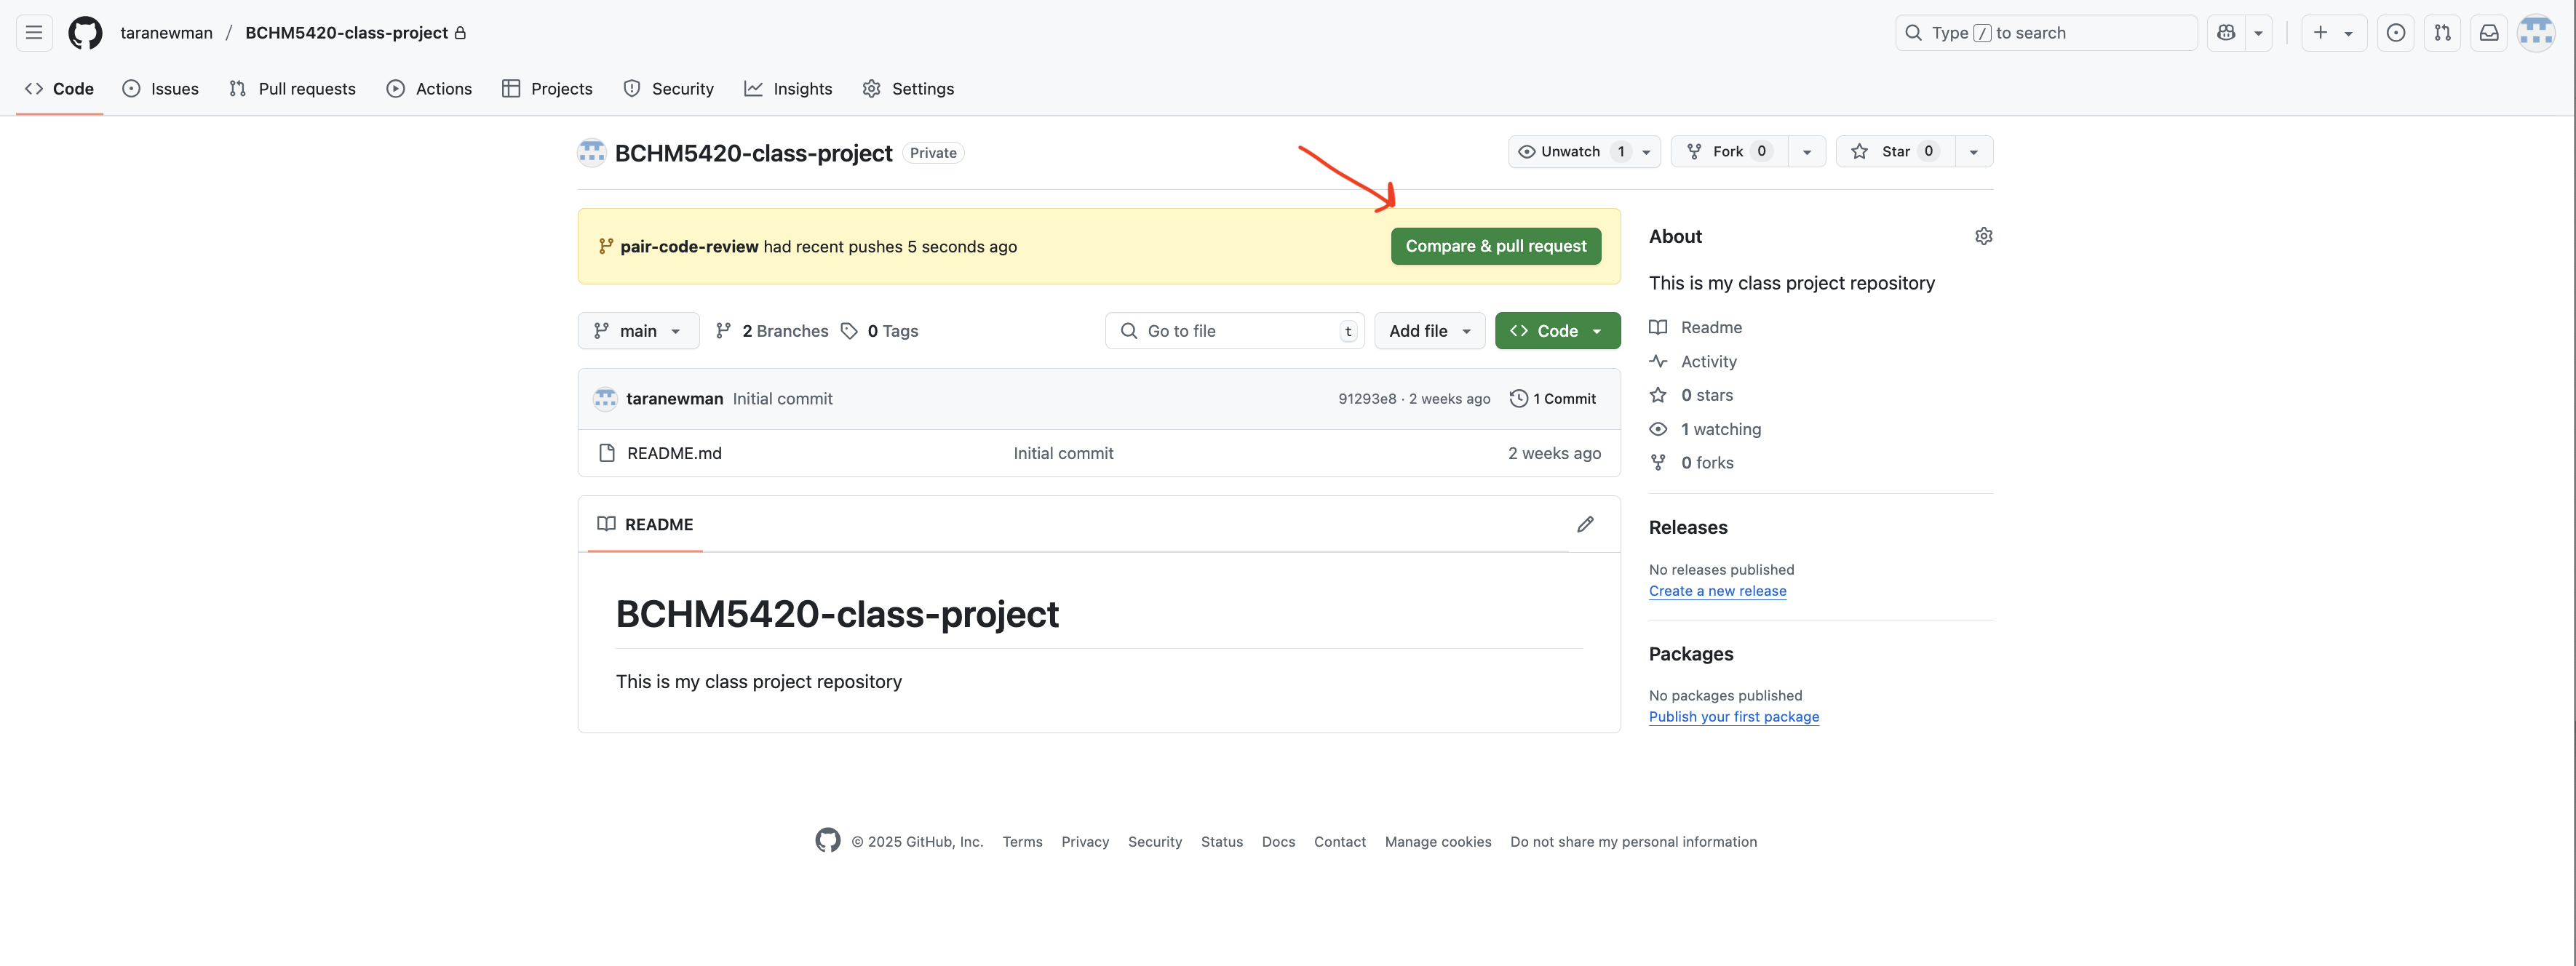 taranewman / BCHM5420-class-project
Type / to search
Code Issues Pull requests Actions Projects Security Insights Settings
BCHM5420-class-project Private
Unwatch 1 Fork 0 Star 0
pair-code-review had recent pushes 5 seconds ago
Compare & pull request
main 2 Branches 0 Tags
Go to file t
Add file
Code
taranewman Initial commit
91293e8 · 2 weeks ago 1 Commit
README.md Initial commit 2 weeks ago
README
BCHM5420-class-project
This is my class project repository
About
This is my class project repository
Readme
Activity
0 stars
1 watching
0 forks
Releases
No releases published
Create a new release
Packages
No packages published
Publish your first package
© 2025 GitHub, Inc. Terms Privacy Security Status Docs Contact Manage cookies Do not share my personal information